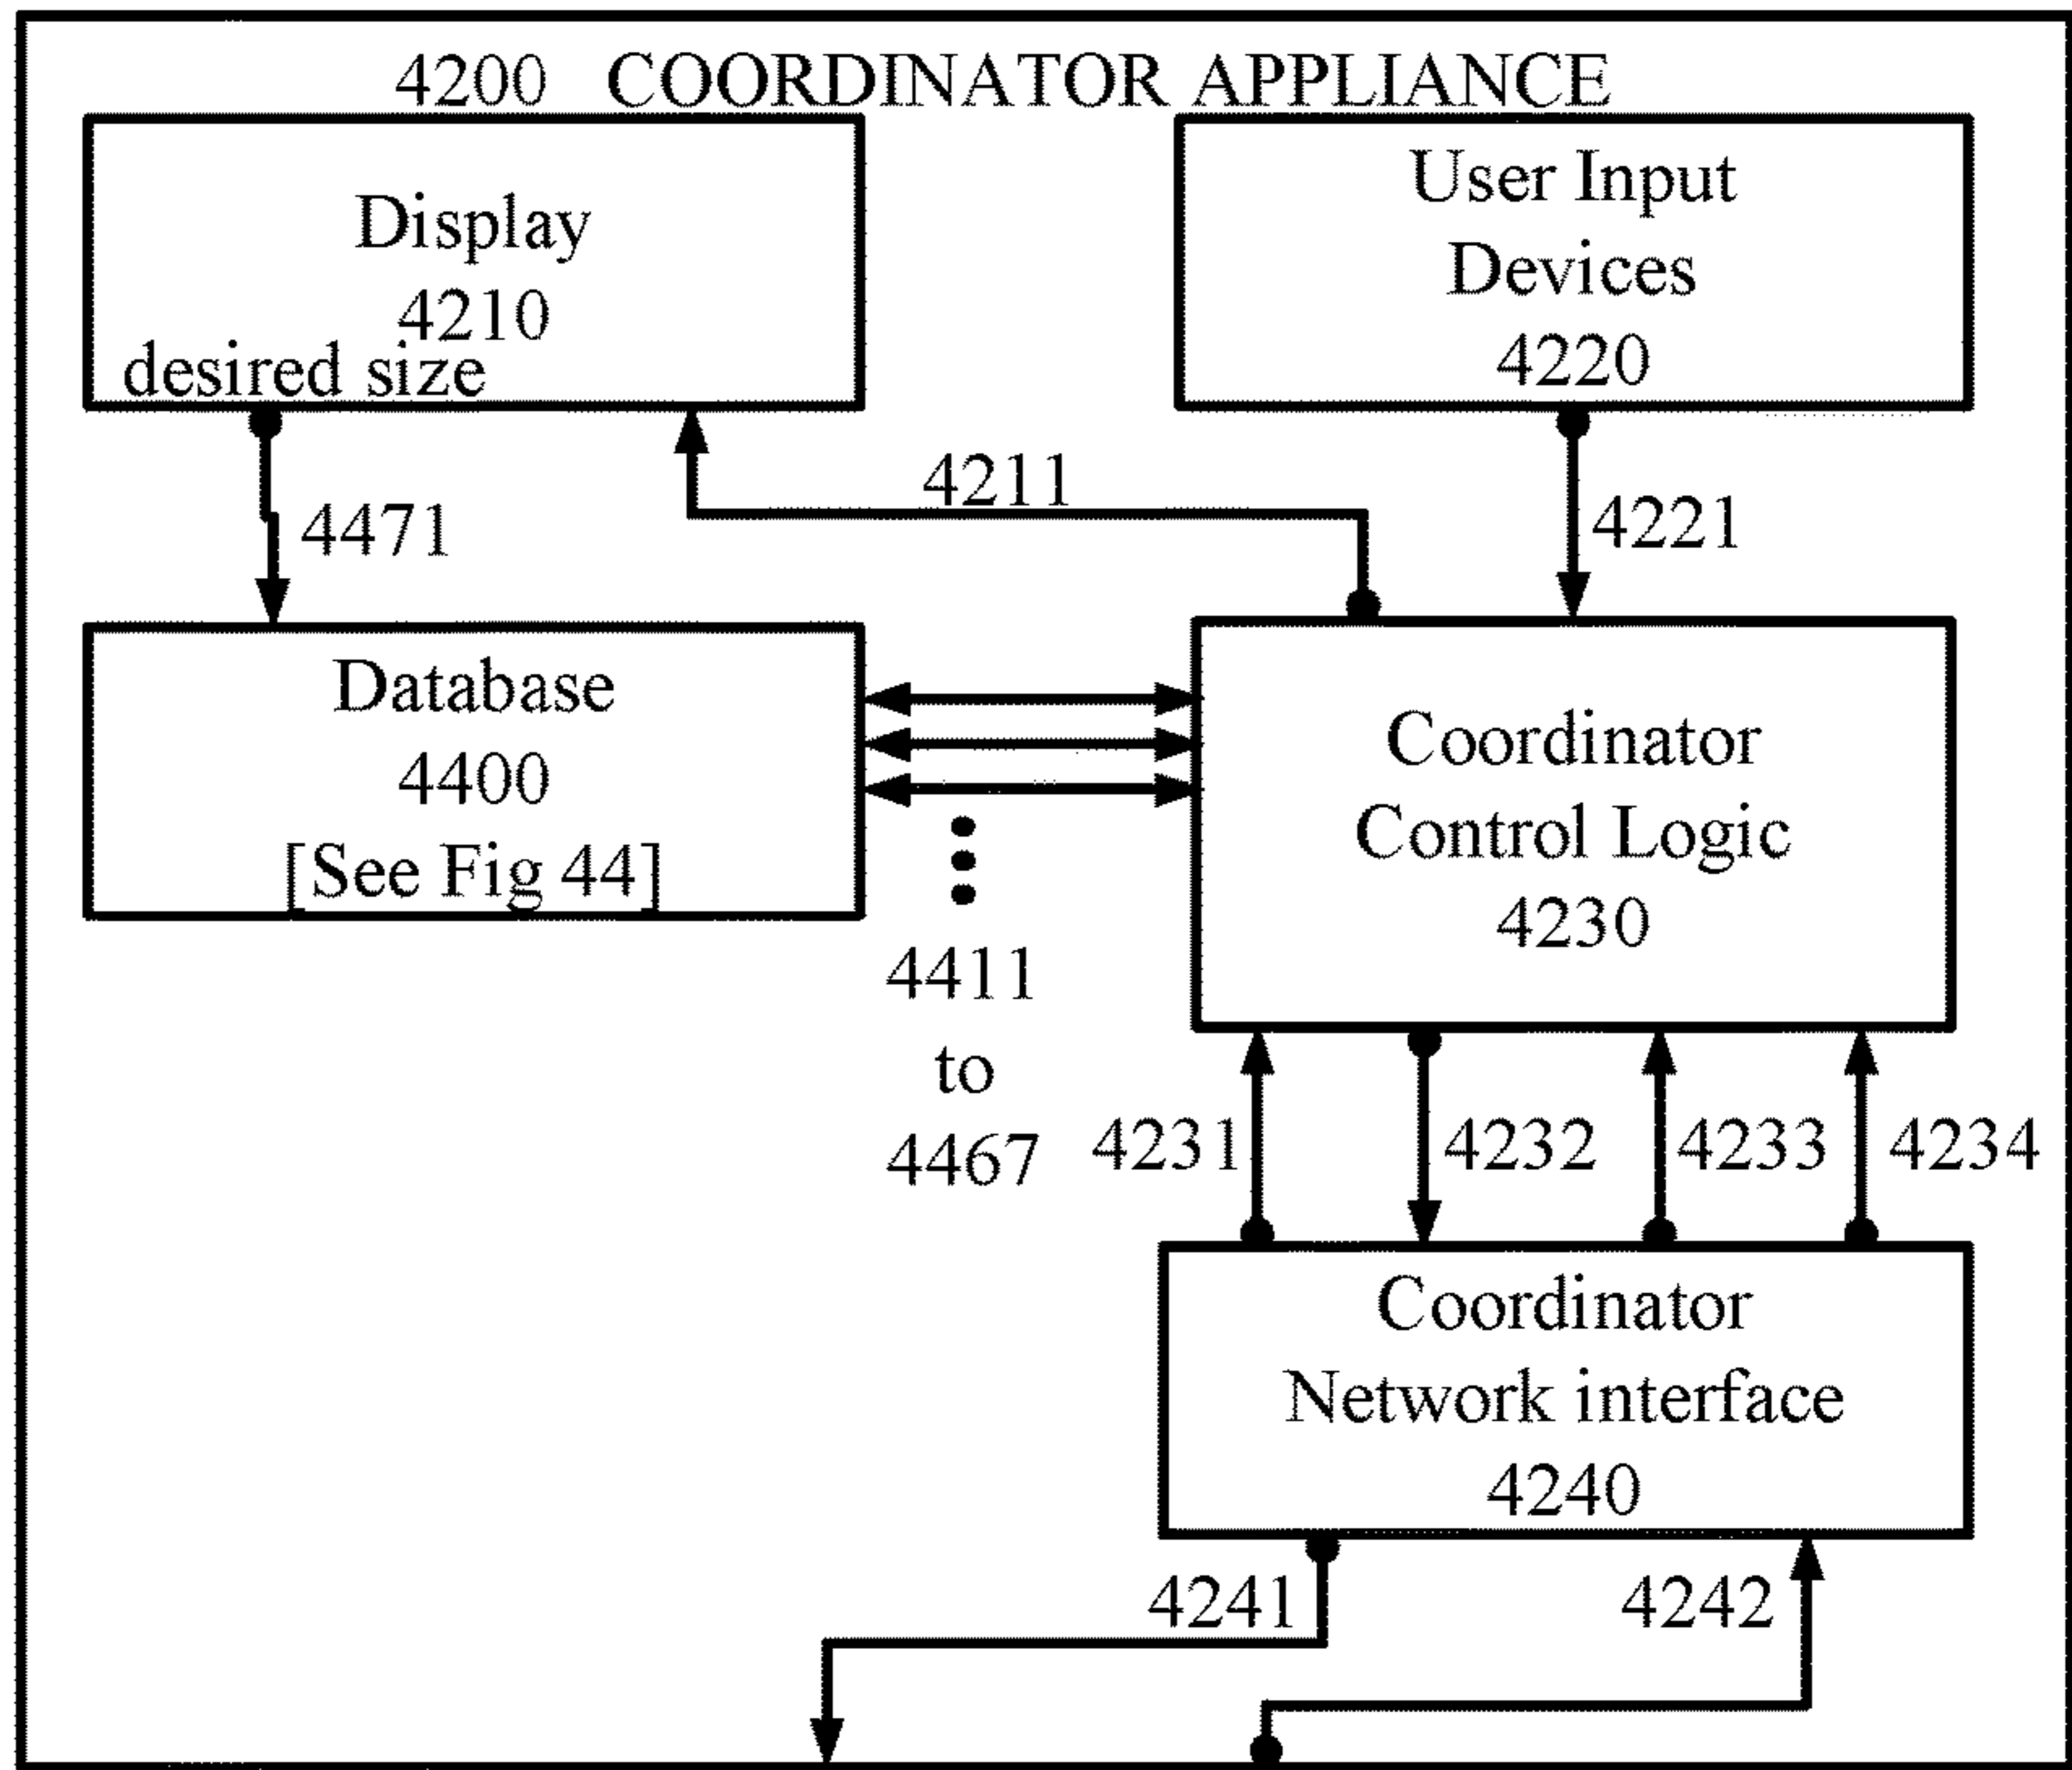 4200 COORDINATOR APPLIANCE
Display
4210
desired size
User Input
Devices
4220
4471
4211
4221
Database
4400
[See Fig 44]
4411
to
4467
Coordinator
Control Logic
4230
4231
4232
4233
4234
Coordinator
Network interface
4240
4241
4242